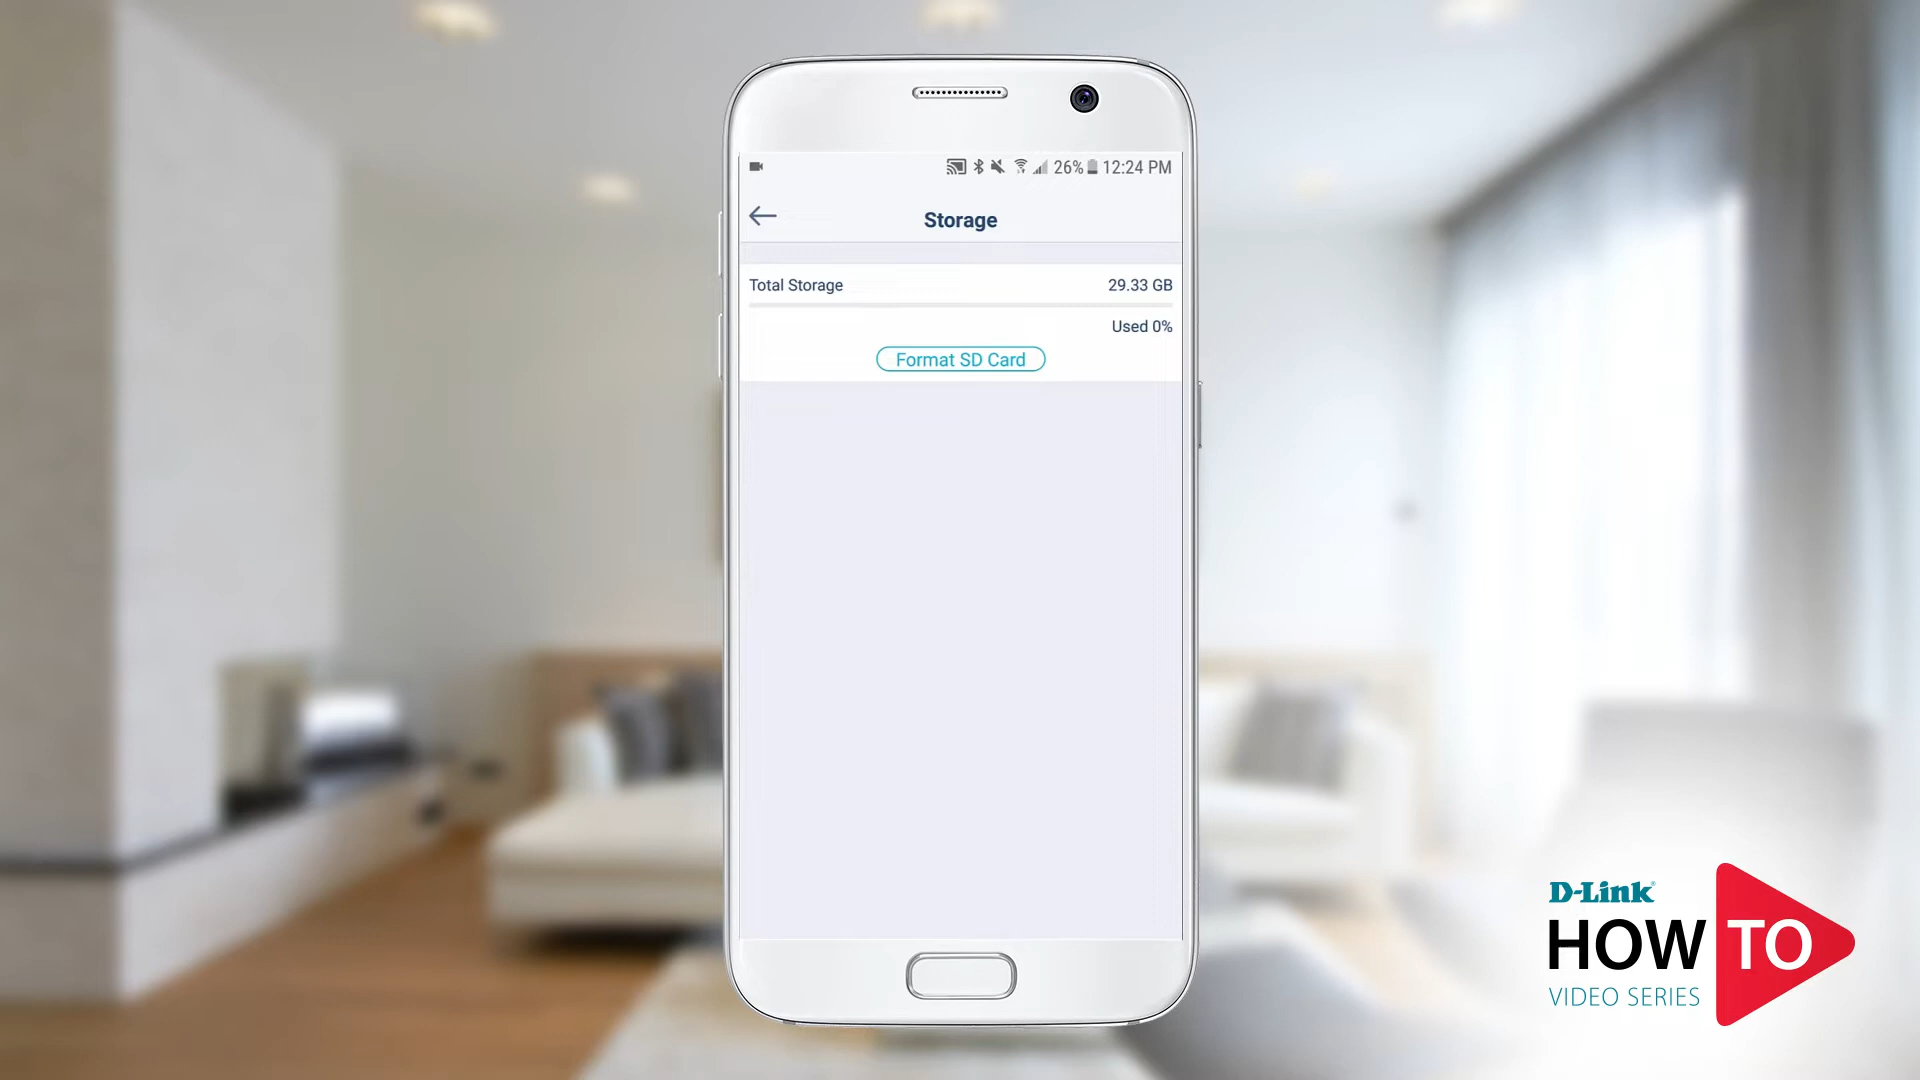 26% 12:24 PM
Storage
Total Storage 29.33 GB
Used 0%
Format SD Card
D-Link®
HOW TO
VIDEO SERIES